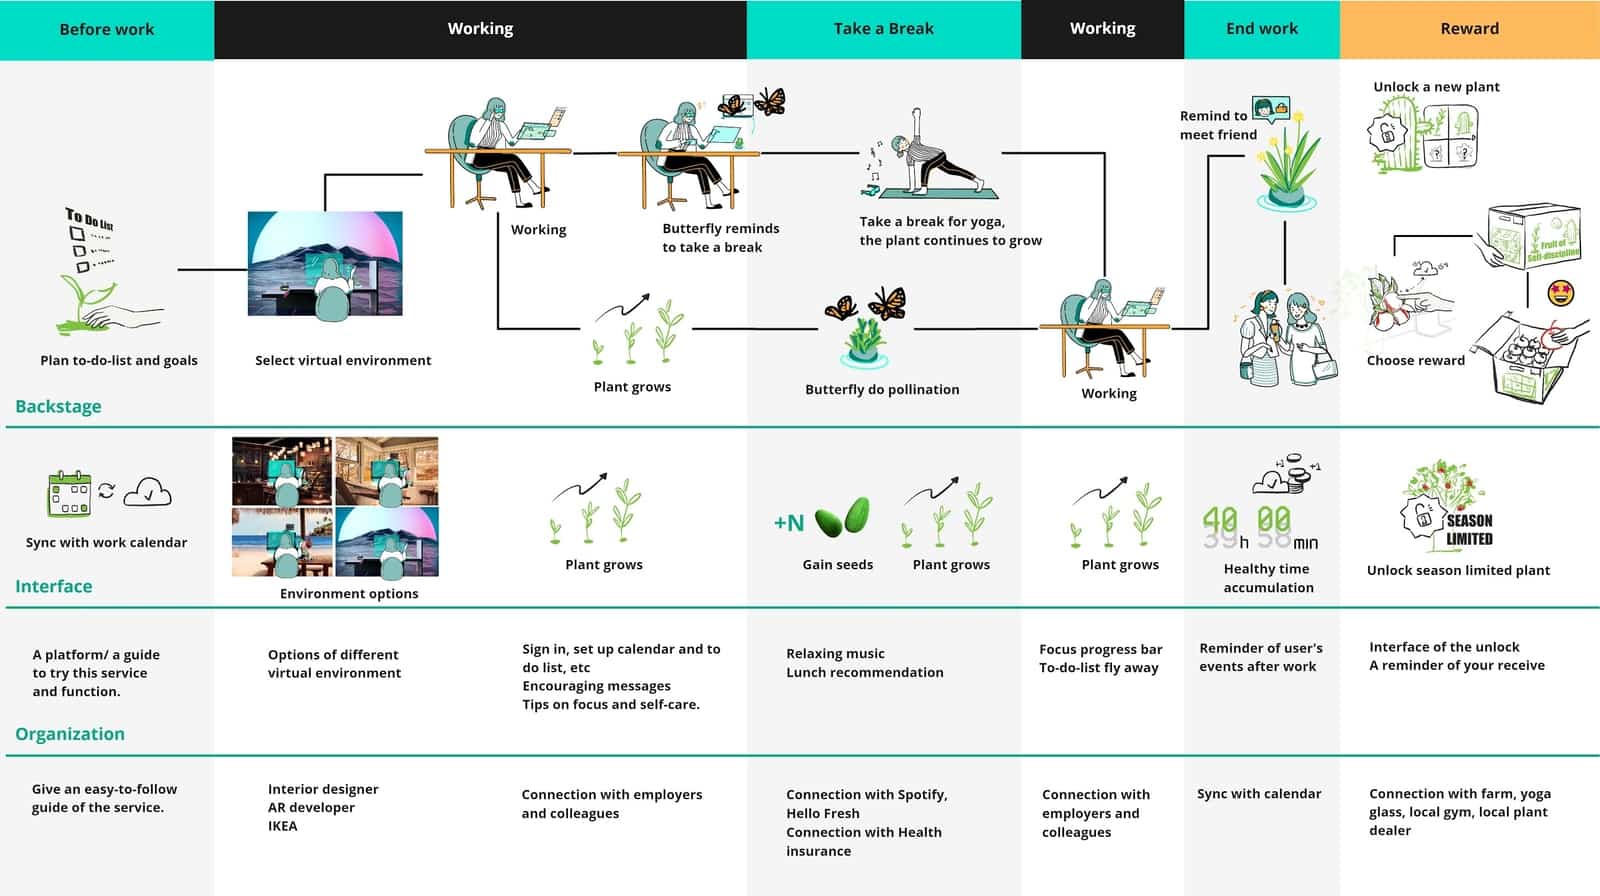 Before work
Working
Take a Break
Working
End work
Reward
To Do List
Plan to-do-list and goals
Select virtual environment
Working
Butterfly reminds
to take a break
Plant grows
Take a break for yoga,
the plant continues to grow
Butterfly do pollination
Working
Remind to
meet friend
Unlock a new plant
Fruit of
Self-discipline
Choose reward
Backstage
Sync with work calendar
Environment options
Plant grows
+N
Gain seeds
Plant grows
Plant grows
+1
+1
40 00
39h 58min
Healthy time
accumulation
SEASON
LIMITED
Unlock season limited plant
Interface
A platform/ a guide
to try this service
and function.
Options of different
virtual environment
Sign in, set up calendar and to
do list, etc
Encouraging messages
Tips on focus and self-care.
Relaxing music
Lunch recommendation
Focus progress bar
To-do-list fly away
Reminder of user's
events after work
Interface of the unlock
A reminder of your receive
Organization
Give an easy-to-follow
guide of the service.
Interior designer
AR developer
IKEA
Connection with employers
and colleagues
Connection with Spotify,
Hello Fresh
Connection with Health
insurance
Connection with
employers and
colleagues
Sync with calendar
Connection with farm, yoga
glass, local gym, local plant
dealer